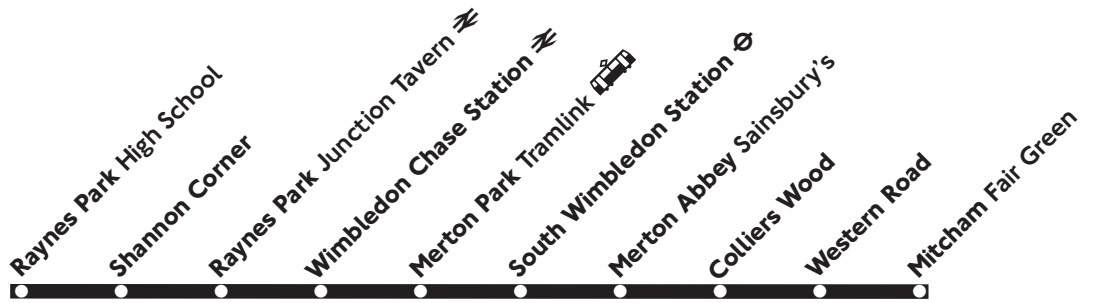 Raynes Park High School
Shannon Corner
Raynes Park Junction Tavern
Wimbledon Chase Station
Merton Park Tramlink
South Wimbledon Station
Merton Abbey Sainsbury's
Colliers Wood
Western Road
Mitcham Fair Green